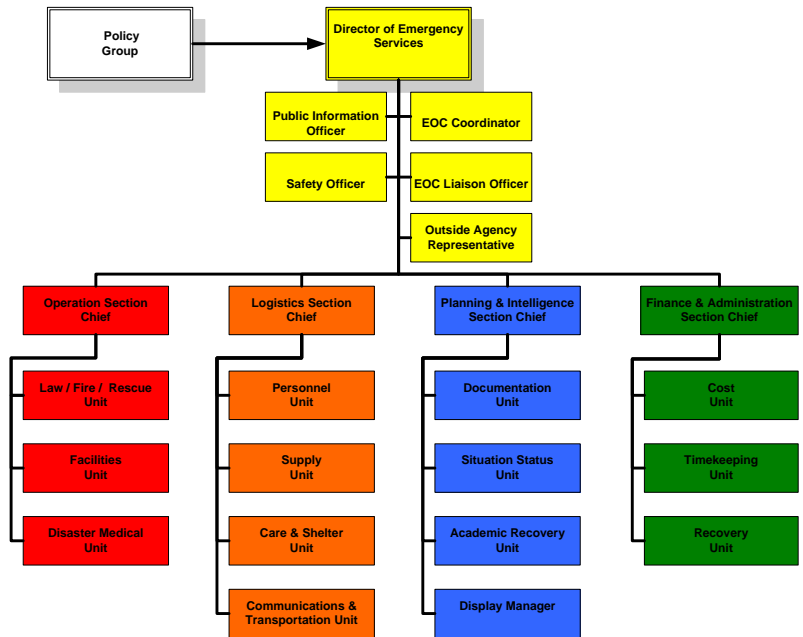 Policy
Group
Director of Emergency
Services
Public Information
Officer
EOC Coordinator
Safety Officer
EOC Liaison Officer
Outside Agency
Representative
Operation Section
Chief
Logistics Section
Chief
Planning & Intelligence
Section Chief
Finance & Administration
Section Chief
Law / Fire / Rescue
Unit
Personnel
Unit
Documentation
Unit
Cost
Unit
Facilities
Unit
Supply
Unit
Situation Status
Unit
Timekeeping
Unit
Disaster Medical
Unit
Care & Shelter
Unit
Academic Recovery
Unit
Recovery
Unit
Communications &
Transportation Unit
Display Manager